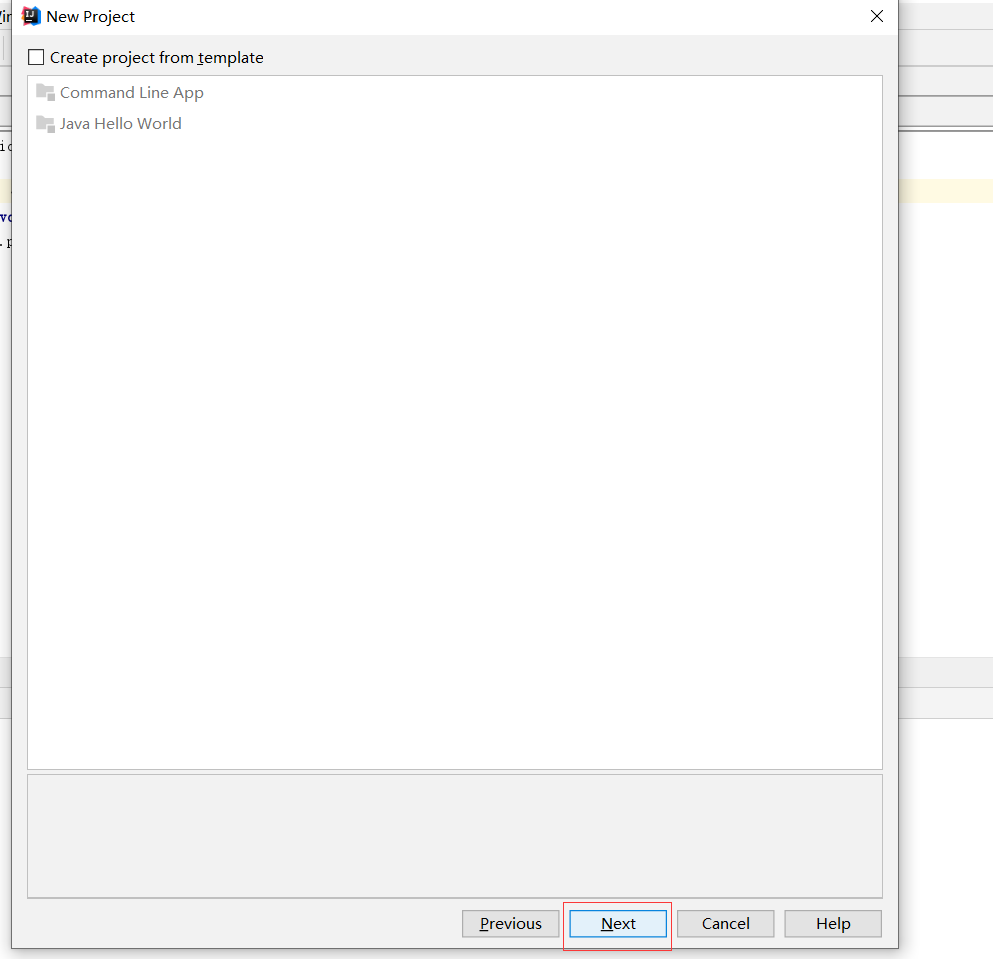 New Project
Create project from template
Command Line App
Java Hello World
Previous
Next
Cancel
Help